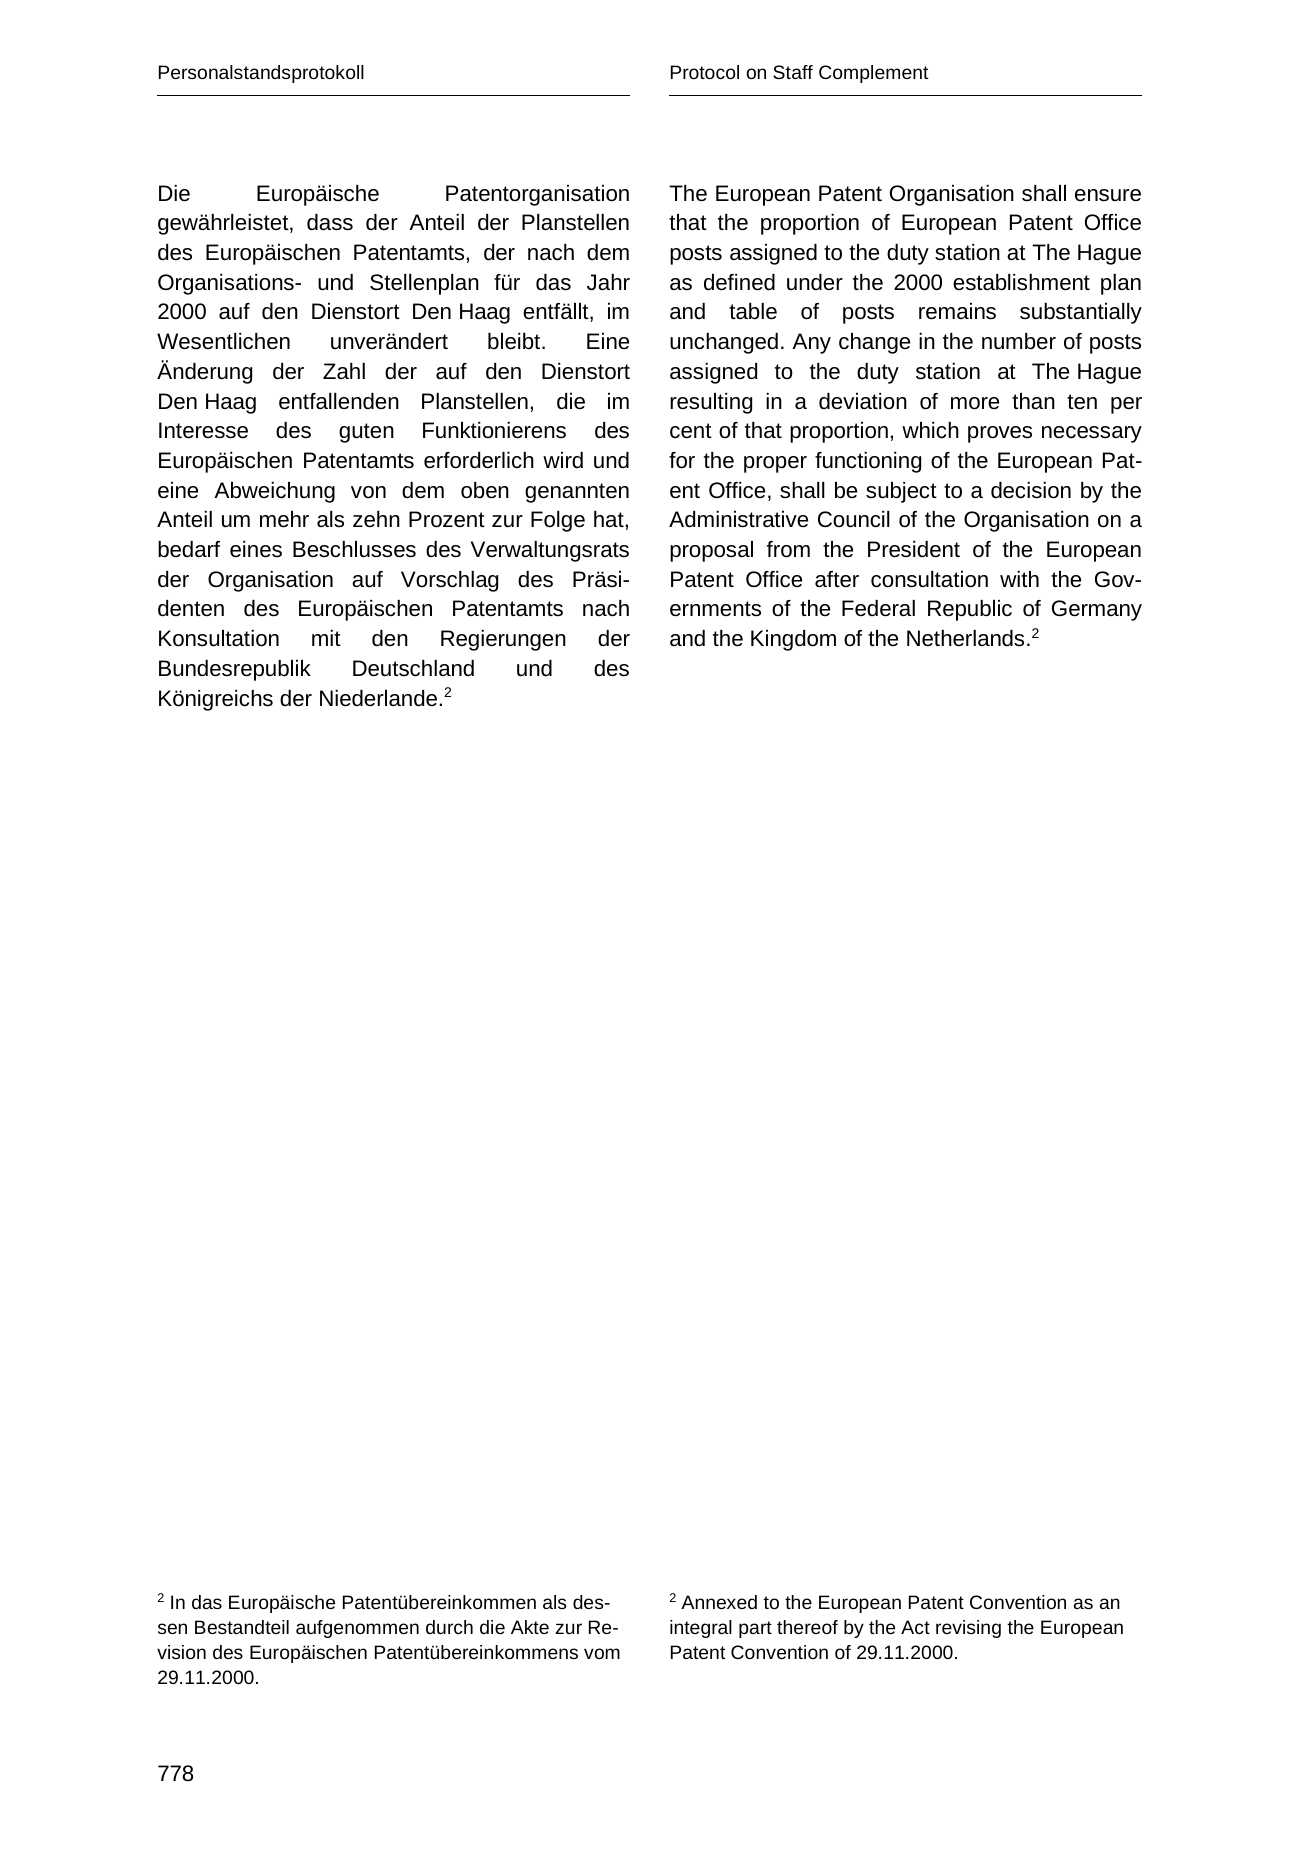 Personalstandsprotokoll
Die Europäische Patentorganisation
gewährleistet, dass der Anteil der Planstellen
des Europäischen Patentamts, der nach dem
Organisations- und Stellenplan für das Jahr
2000 auf den Dienstort Den Haag entfällt, im
Wesentlichen unverändert bleibt. Eine
Änderung der Zahl der auf den Dienstort
Den Haag entfallenden Planstellen, die im
Interesse des guten Funktionierens des
Europäischen Patentamts erforderlich wird und
eine Abweichung von dem oben genannten
Anteil um mehr als zehn Prozent zur Folge hat,
bedarf eines Beschlusses des Verwaltungsrats
der Organisation auf Vorschlag des Präsi-
denten des Europäischen Patentamts nach
Konsultation mit den Regierungen der
Bundesrepublik Deutschland und des
Königreichs der Niederlande.2
2 In das Europäische Patentübereinkommen als des-
sen Bestandteil aufgenommen durch die Akte zur Re-
vision des Europäischen Patentübereinkommens vom
29.11.2000.
Protocol on Staff Complement
The European Patent Organisation shall ensure
that the proportion of European Patent Office
posts assigned to the duty station at The Hague
as defined under the 2000 establishment plan
and table of posts remains substantially
unchanged. Any change in the number of posts
assigned to the duty station at The Hague
resulting in a deviation of more than ten per
cent of that proportion, which proves necessary
for the proper functioning of the European Pat-
ent Office, shall be subject to a decision by the
Administrative Council of the Organisation on a
proposal from the President of the European
Patent Office after consultation with the Gov-
ernments of the Federal Republic of Germany
and the Kingdom of the Netherlands.2
2 Annexed to the European Patent Convention as an
integral part thereof by the Act revising the European
Patent Convention of 29.11.2000.
778